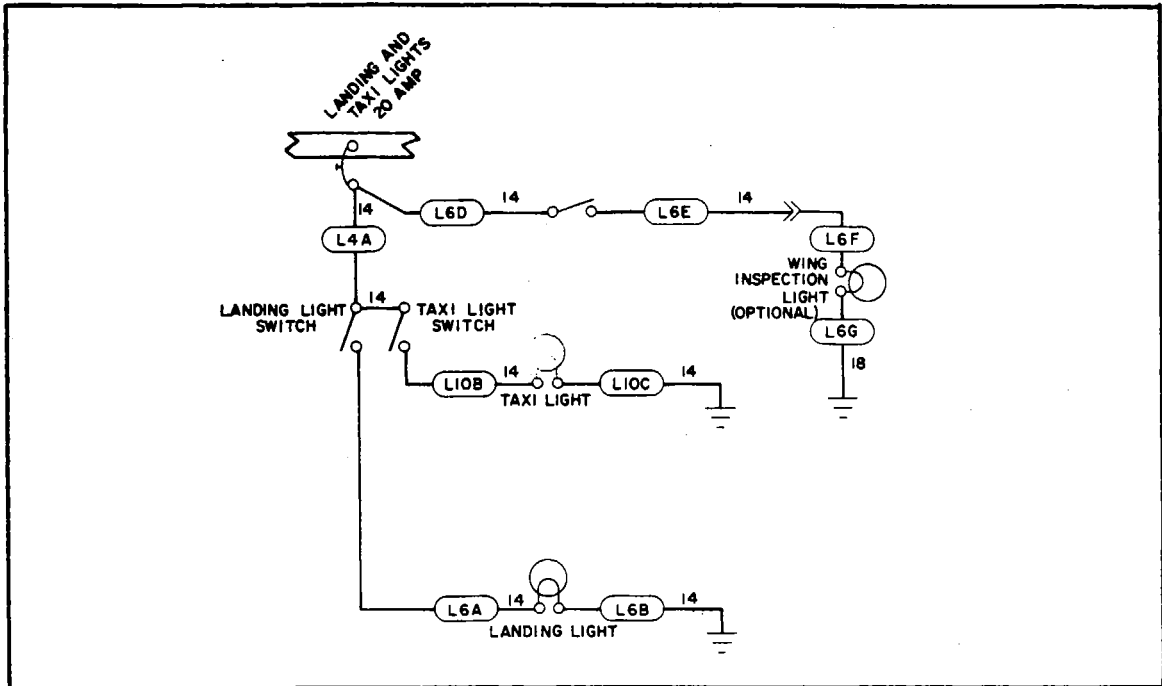 LANDING AND
TAXI LIGHTS
20 AMP
14
L6D
14
L6E
14
L4A
L6F
WING
INSPECTION
LIGHT
(OPTIONAL)
L6G
18
LANDING LIGHT
SWITCH
14
TAXI LIGHT
SWITCH
L10B
14
L10C
14
TAXI LIGHT
L6A
14
L6B
14
LANDING LIGHT